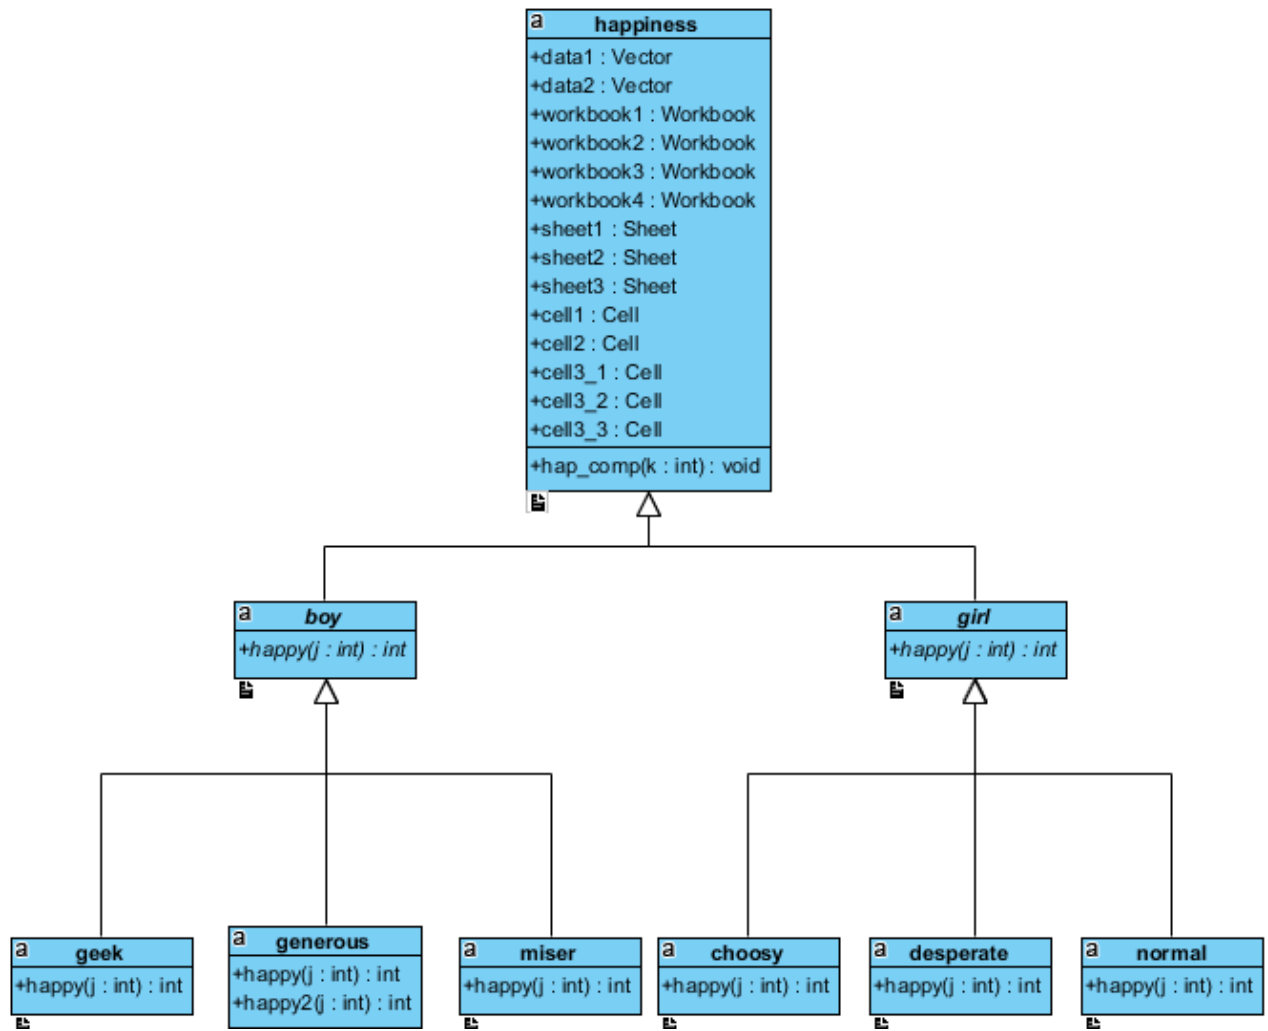 a happiness
+data1 : Vector
+data2 : Vector
+workbook1 : Workbook
+workbook2 : Workbook
+workbook3 : Workbook
+workbook4 : Workbook
+sheet1 : Sheet
+sheet2 : Sheet
+sheet3 : Sheet
+cell1 : Cell
+cell2 : Cell
+cell3_1 : Cell
+cell3_2 : Cell
+cell3_3 : Cell
+hap_comp(k : int) : void
a boy
+happy(j : int) : int
a girl
+happy(j : int) : int
a geek
+happy(j : int) : int
a generous
+happy(j : int) : int
+happy2(j : int) : int
a miser
+happy(j : int) : int
a choosy
+happy(j : int) : int
a desperate
+happy(j : int) : int
a normal
+happy(j : int) : int